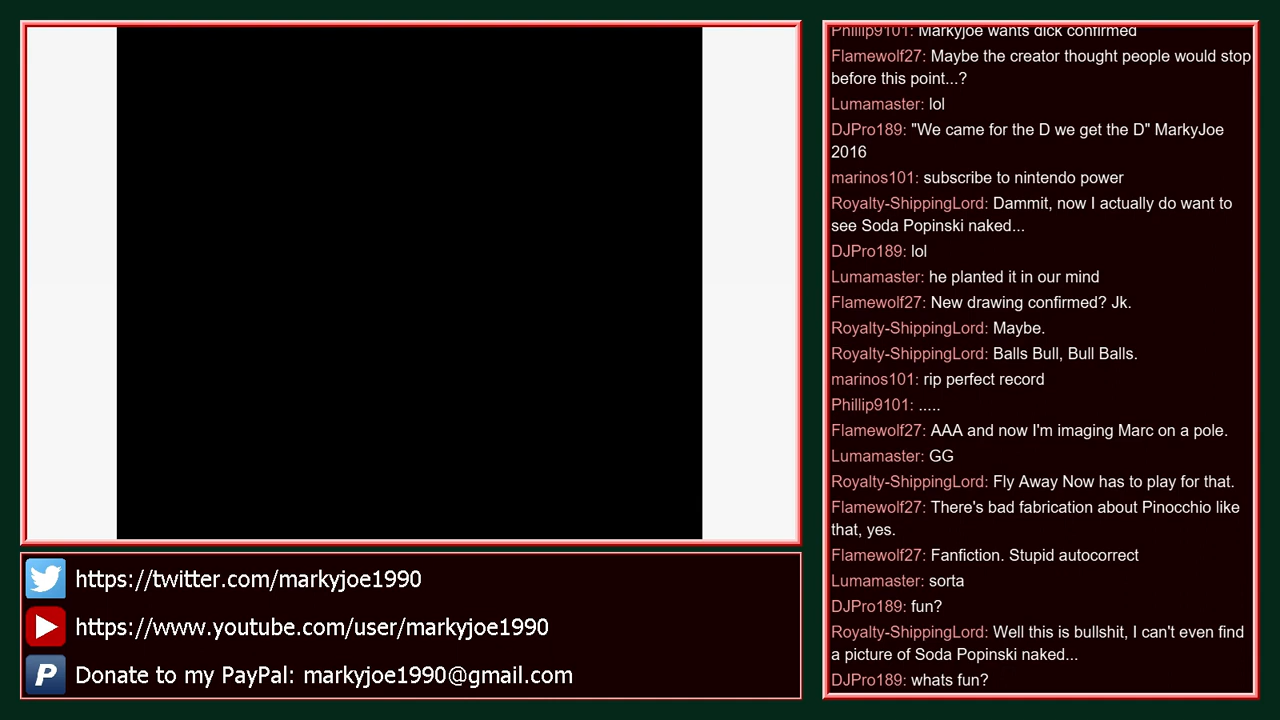 Phillip9101: Markyjoe wants dick confirmed
Flamewolf27: Maybe the creator thought people would stop
before this point...?
Lumamaster: lol
DJPro189: "We came for the D we get the D" MarkyJoe
2016
marinos101: subscribe to nintendo power
Royalty-ShippingLord: Dammit, now I actually do want to
see Soda Popinski naked...
DJPro189: lol
Lumamaster: he planted it in our mind
Flamewolf27: New drawing confirmed? Jk.
Royalty-ShippingLord: Maybe.
Royalty-ShippingLord: Balls Bull, Bull Balls.
marinos101: rip perfect record
Phillip9101: .....
Flamewolf27: AAA and now I'm imaging Marc on a pole.
Lumamaster: GG
Royalty-ShippingLord: Fly Away Now has to play for that.
Flamewolf27: There's bad fabrication about Pinocchio like
that, yes.
Flamewolf27: Fanfiction. Stupid autocorrect
Lumamaster: sorta
DJPro189: fun?
Royalty-ShippingLord: Well this is bullshit, I can't even find
a picture of Soda Popinski naked...
DJPro189: whats fun?
https://twitter.com/markyjoe1990
https://www.youtube.com/user/markyjoe1990
P Donate to my PayPal: markyjoe1990@gmail.com